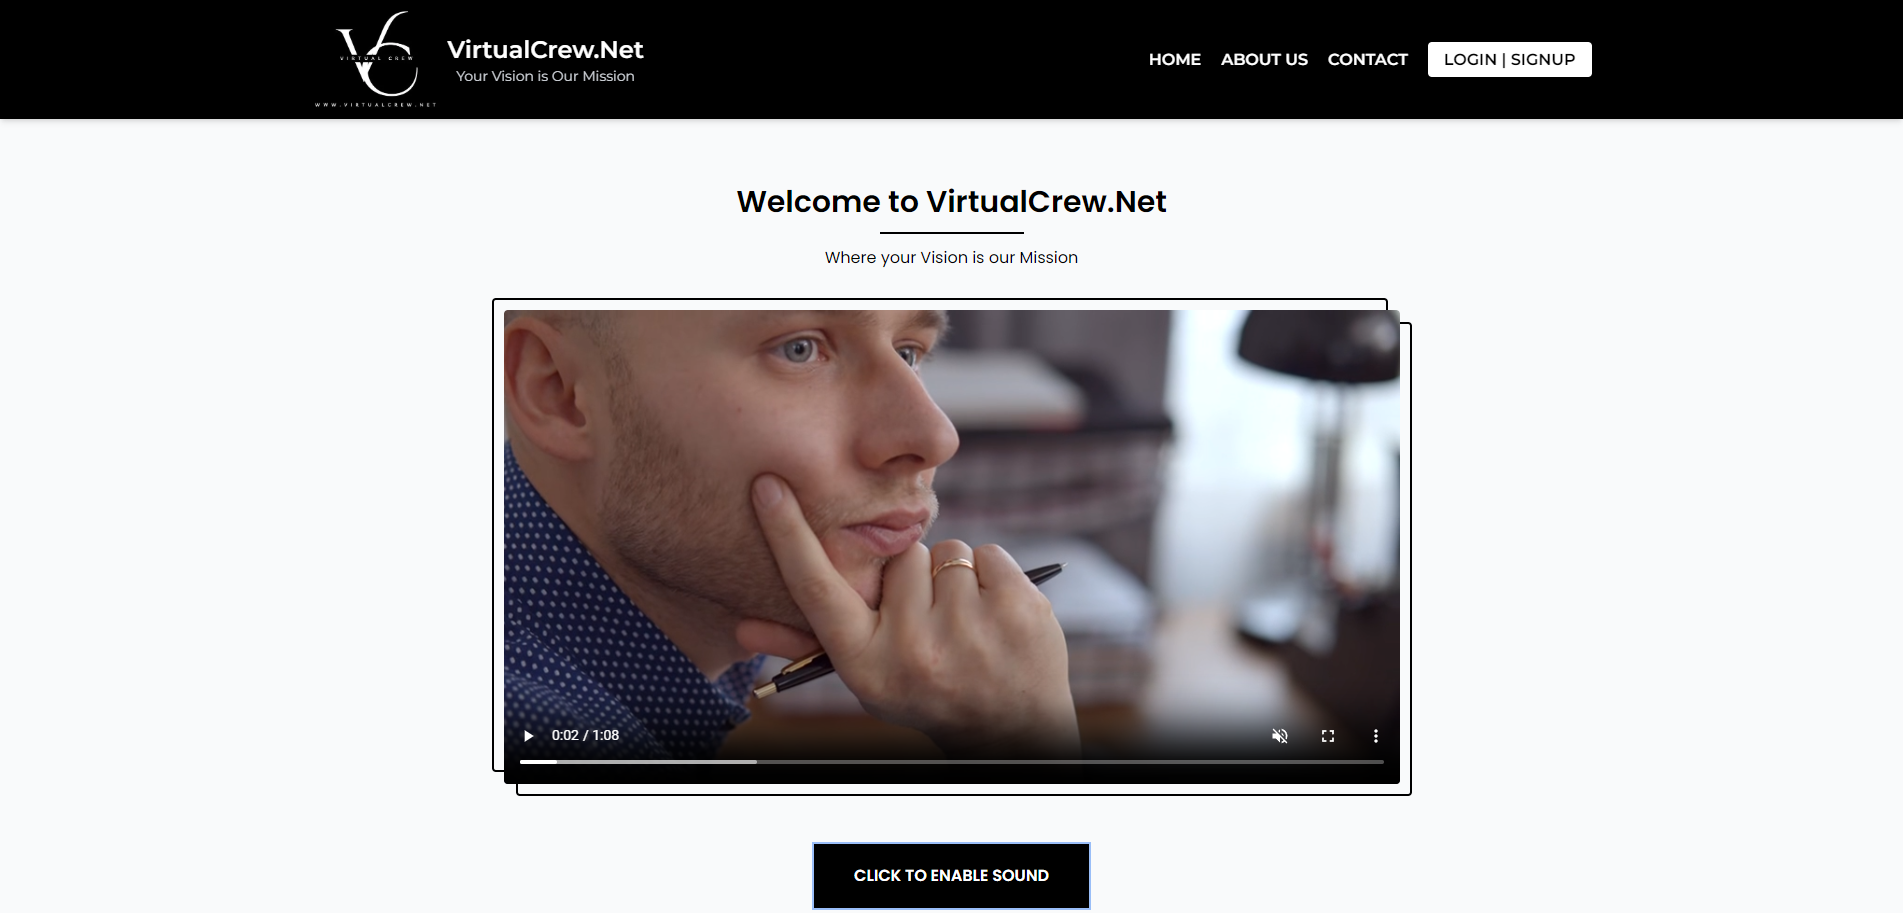 VIRTUAL CREW
WWW.VIRTUALCREW.NET
VirtualCrew.Net
Your Vision is Our Mission
HOME ABOUT US CONTACT LOGIN | SIGNUP
Welcome to VirtualCrew.Net
Where your Vision is our Mission
0:02 / 1:08
CLICK TO ENABLE SOUND